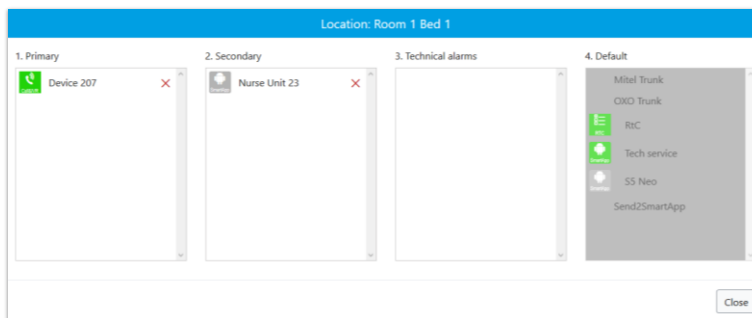 Location: Room 1 Bed 1
1. Primary
2. Secondary
3. Technical alarms
4. Default
Device 207
Nurse Unit 23
Mitel Trunk
OXO Trunk
RtC
Tech service
S5 Neo
Send2SmartApp
Close